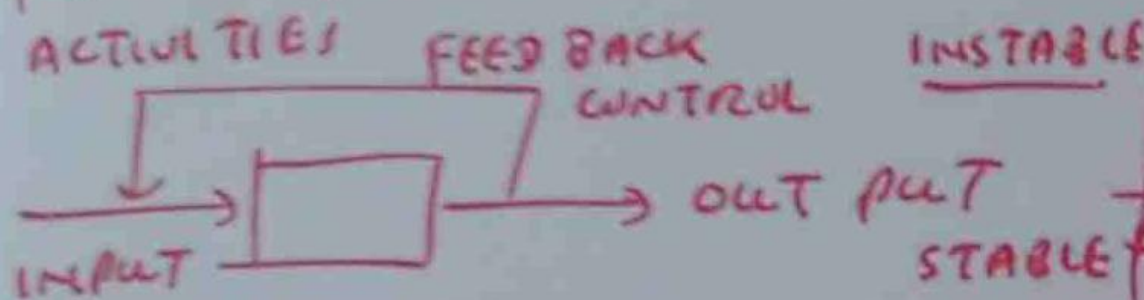 ACTIVITIES
FEED BACK
CONTROL
INSTABLE
OUT PUT
INPUT
STABLE